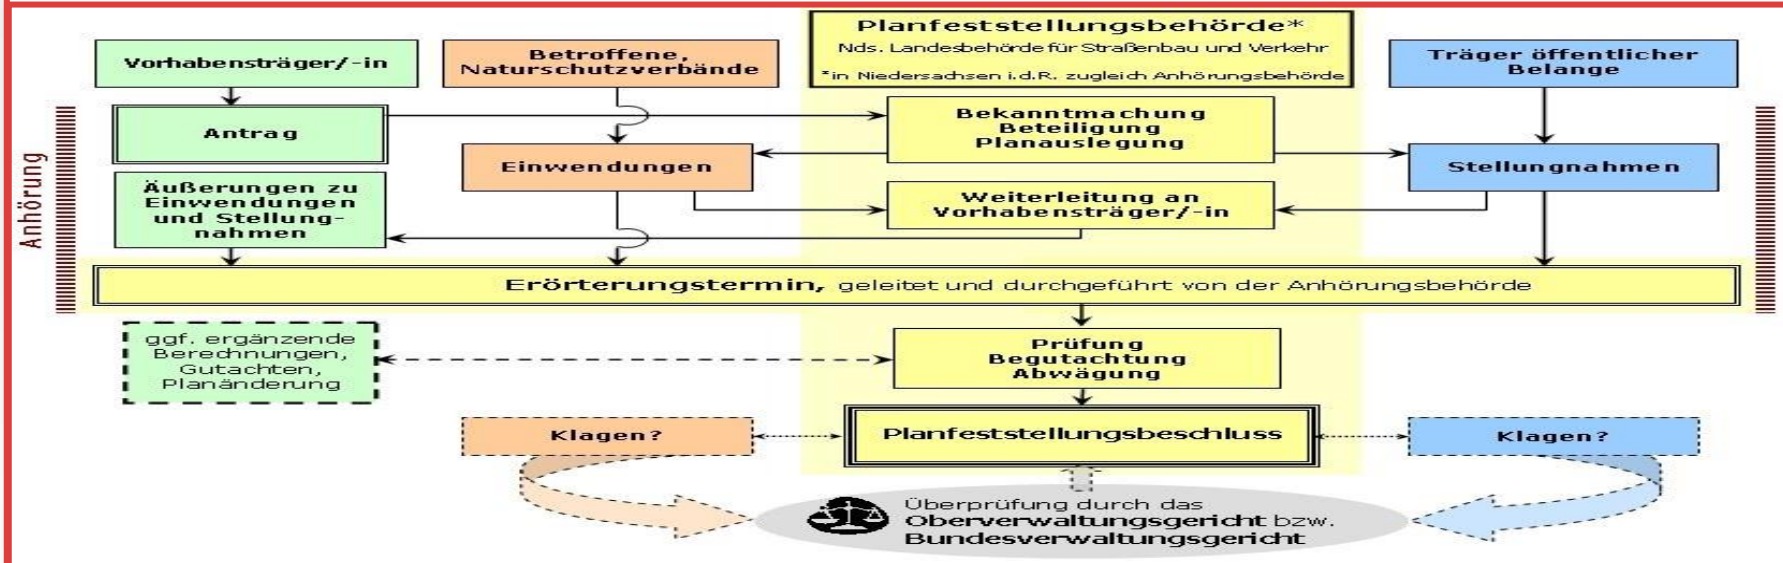 Planfeststellungsbehörde*
Nds. Landesbehörde für Straßenbau und Verkehr
*in Niedersachsen i.d.R. zugleich Anhörungsbehörde
Vorhabensträger/-in
Betroffene,
Naturschutzverbände
Träger öffentlicher
Belange
Anhörung
Antrag
Bekanntmachung
Beteiligung
Planauslegung
Einwendungen
Stellungnahmen
Äußerungen zu
Einwendungen
und Stellung-
nahmen
Weiterleitung an
Vorhabensträger/-in
Erörterungstermin, geleitet und durchgeführt von der Anhörungsbehörde
ggf. ergänzende
Berechnungen,
Gutachten,
Planänderung
Prüfung
Begutachtung
Abwägung
Klagen?
Planfeststellungsbeschluss
Klagen?
Überprüfung durch das
Oberverwaltungsgericht bzw.
Bundesverwaltungsgericht